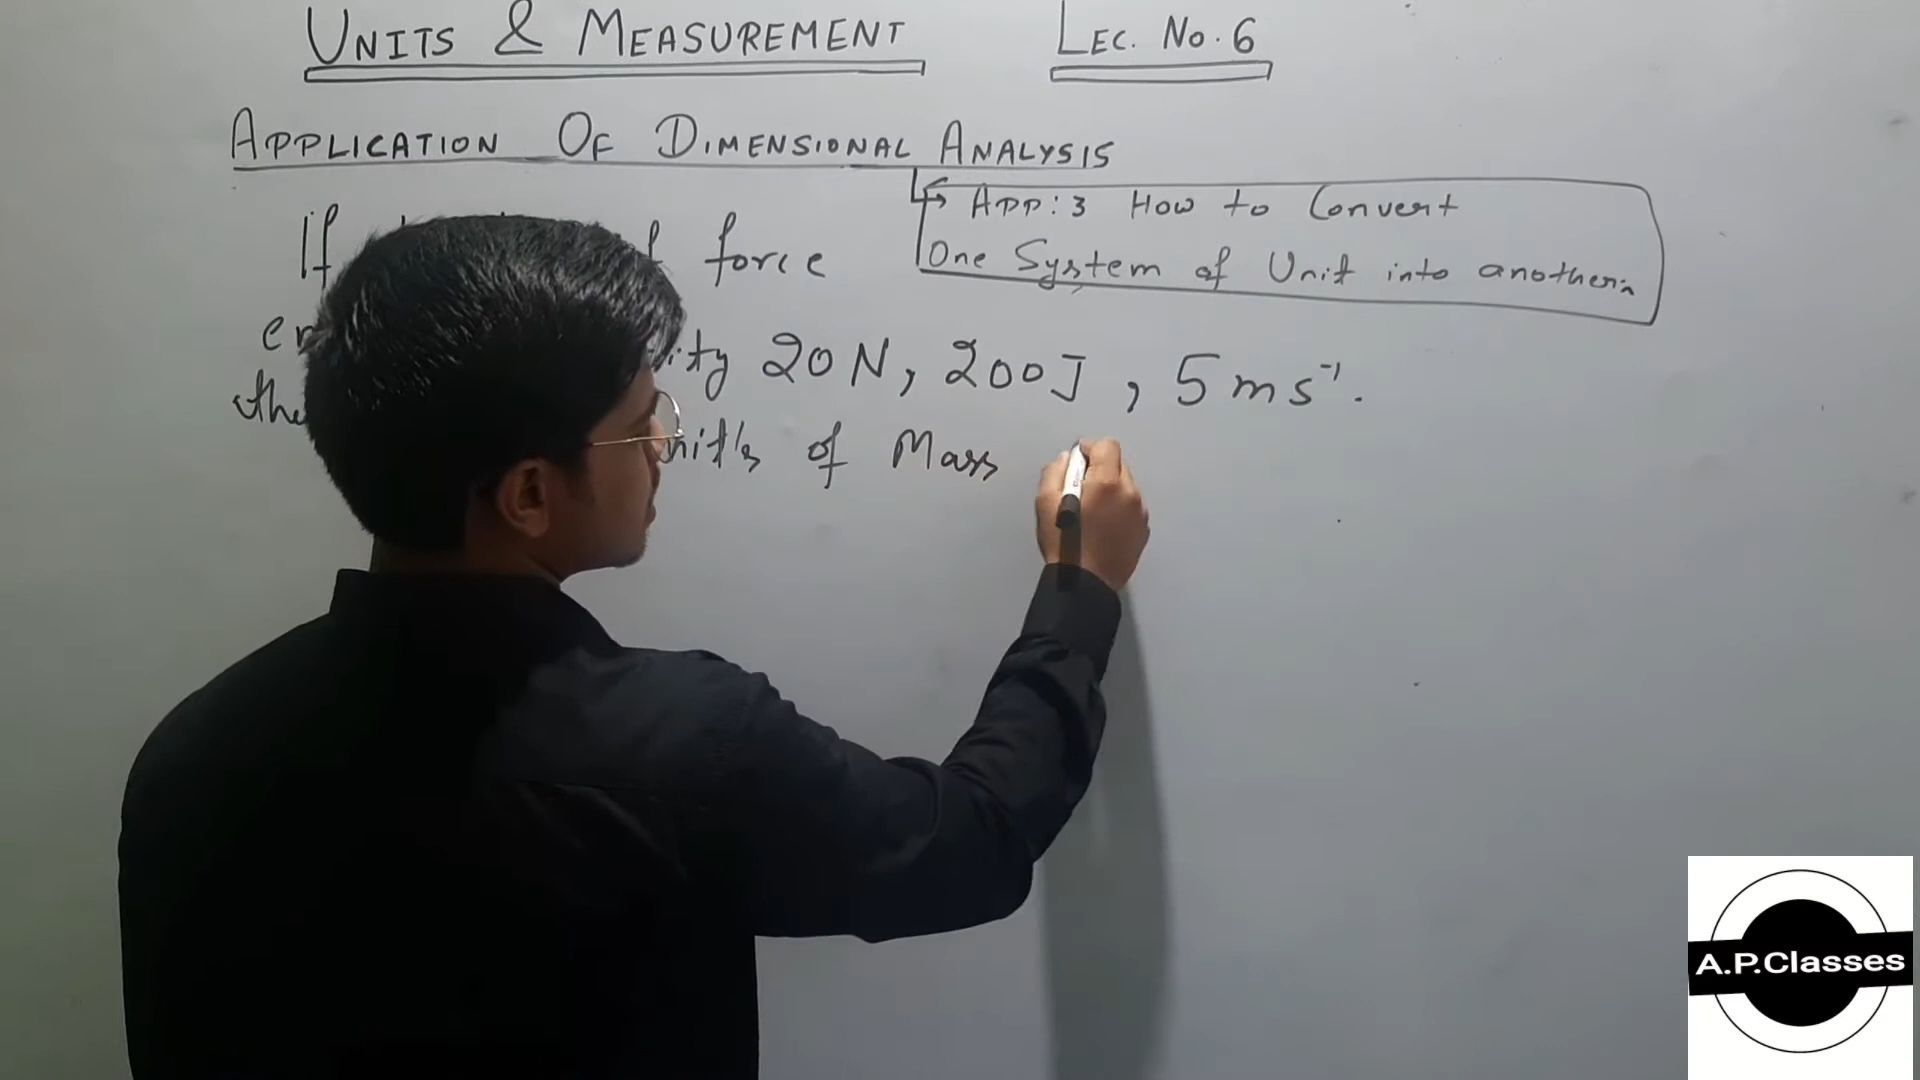 UNITS & MEASUREMENT LEC. No. 6
APPLICATION OF DIMENSIONAL ANALYSIS
APP: 3 How to Convert
One System of Unit into another:-
If force
20 N, 200 J, 5 ms⁻¹.
of Mass
A.P.Classes